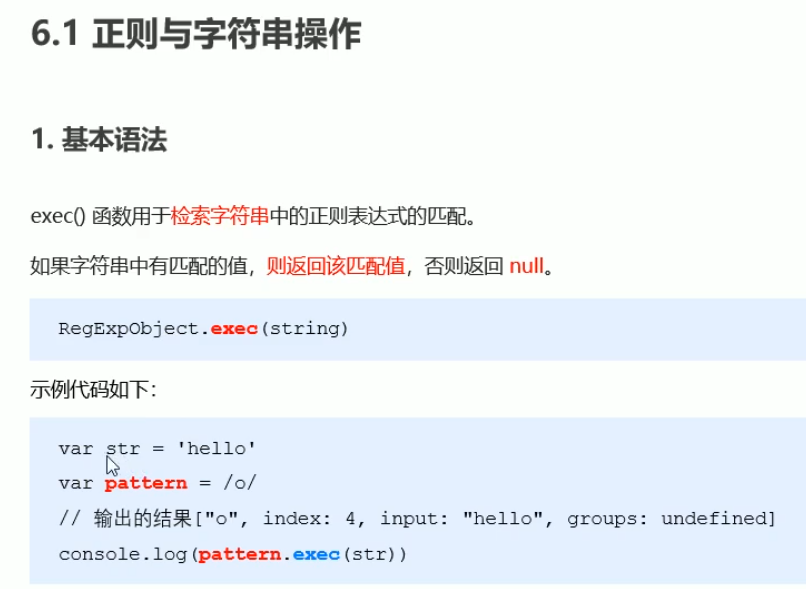 6.1 正则与字符串操作
1. 基本语法
exec() 函数用于检索字符串中的正则表达式的匹配。
如果字符串中有匹配的值，则返回该匹配值，否则返回 null。
RegExpObject.exec(string)
示例代码如下：
var str = 'hello'
var pattern = /o/
// 输出的结果["o", index: 4, input: "hello", groups: undefined]
console.log(pattern.exec(str))